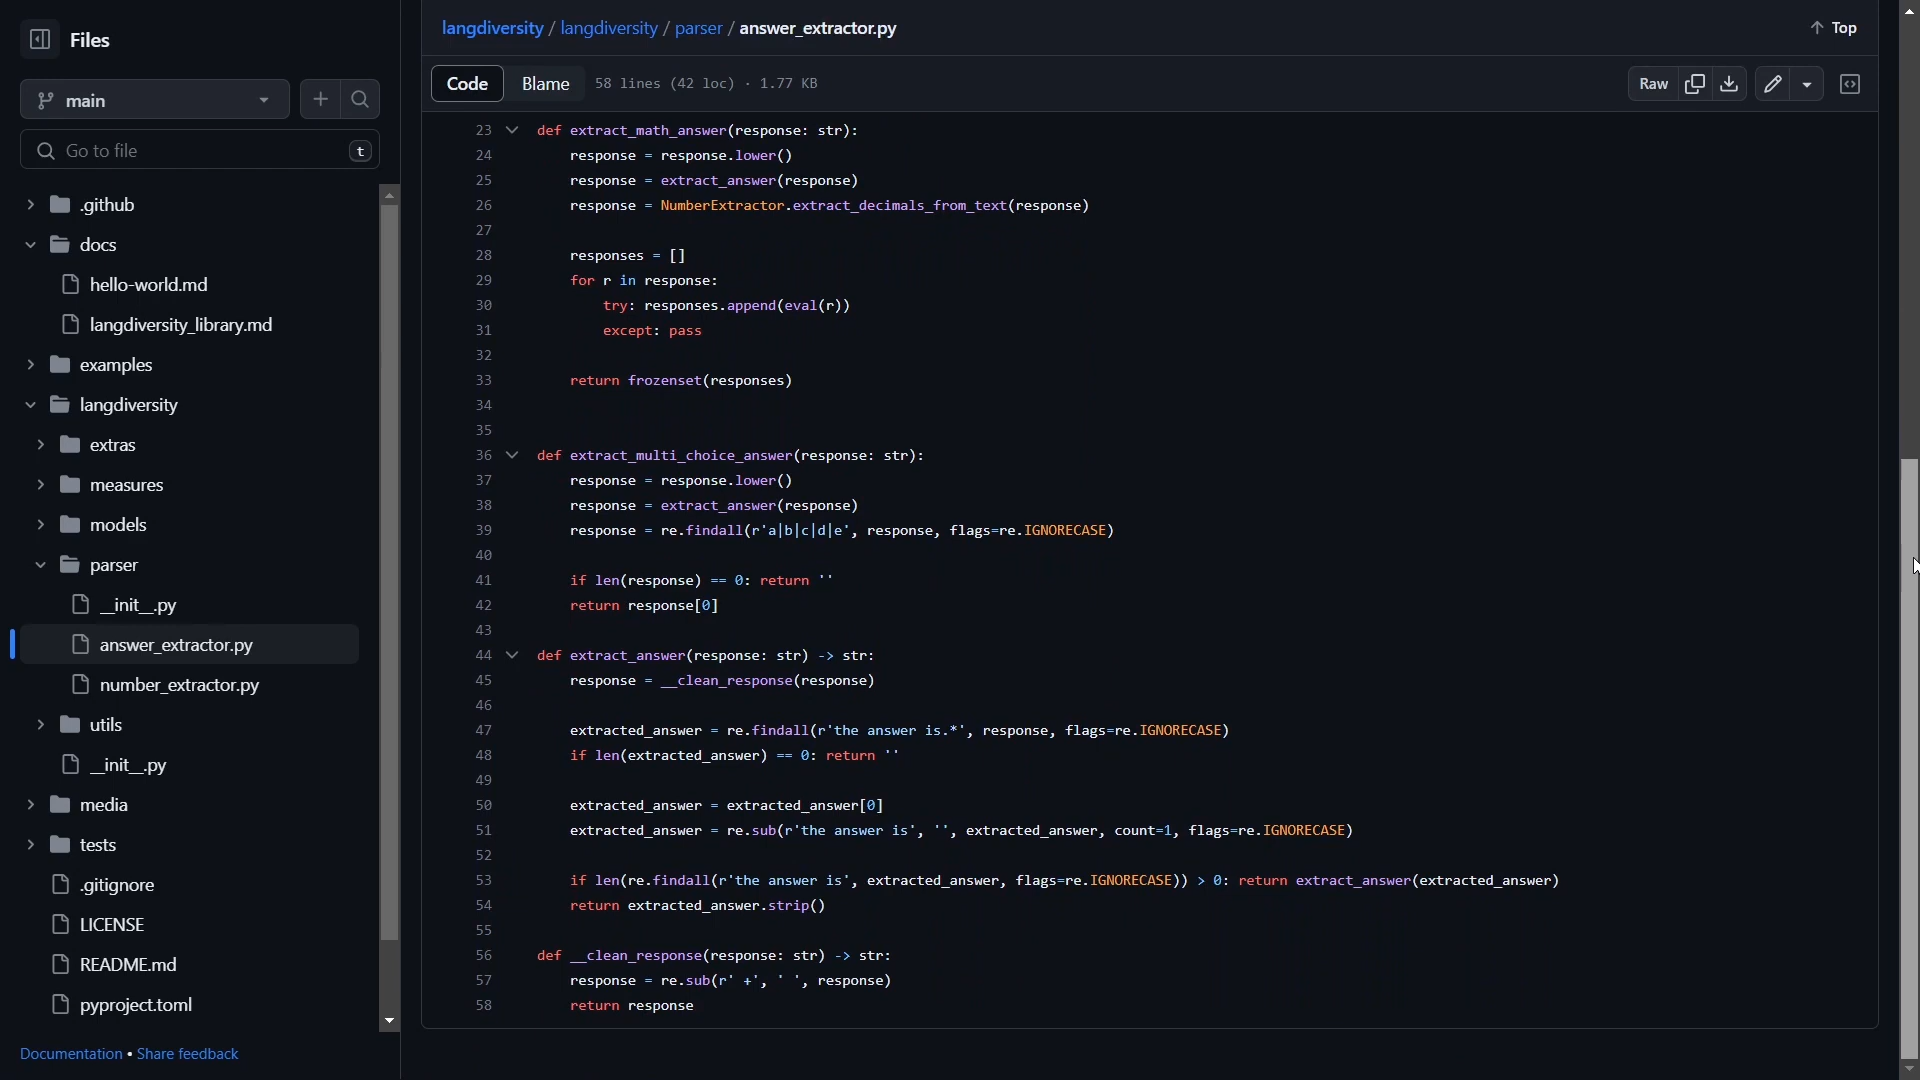 Files
main
Go to file
t
.github
docs
hello-world.md
langdiversity_library.md
examples
langdiversity
extras
measures
models
parser
__init__.py
answer_extractor.py
number_extractor.py
utils
__init__.py
media
tests
.gitignore
LICENSE
README.md
pyproject.toml
Documentation • Share feedback
langdiversity / langdiversity / parser / answer_extractor.py
Top
Code Blame 58 lines (42 loc) · 1.77 KB
Raw
23 def extract_math_answer(response: str):
24     response = response.lower()
25     response = extract_answer(response)
26     response = NumberExtractor.extract_decimals_from_text(response)
27
28     responses = []
29     for r in response:
30         try: responses.append(eval(r))
31         except: pass
32
33     return frozenset(responses)
34
35
36 def extract_multi_choice_answer(response: str):
37     response = response.lower()
38     response = extract_answer(response)
39     response = re.findall(r'a|b|c|d|e', response, flags=re.IGNORECASE)
40
41     if len(response) == 0: return ''
42     return response[0]
43
44 def extract_answer(response: str) -> str:
45     response = __clean_response(response)
46
47     extracted_answer = re.findall(r'the answer is.*', response, flags=re.IGNORECASE)
48     if len(extracted_answer) == 0: return ''
49
50     extracted_answer = extracted_answer[0]
51     extracted_answer = re.sub(r'the answer is', '', extracted_answer, count=1, flags=re.IGNORECASE)
52
53     if len(re.findall(r'the answer is', extracted_answer, flags=re.IGNORECASE)) > 0: return extract_answer(extracted_answer)
54     return extracted_answer.strip()
55
56 def __clean_response(response: str) -> str:
57     response = re.sub(r' +', ' ', response)
58     return response